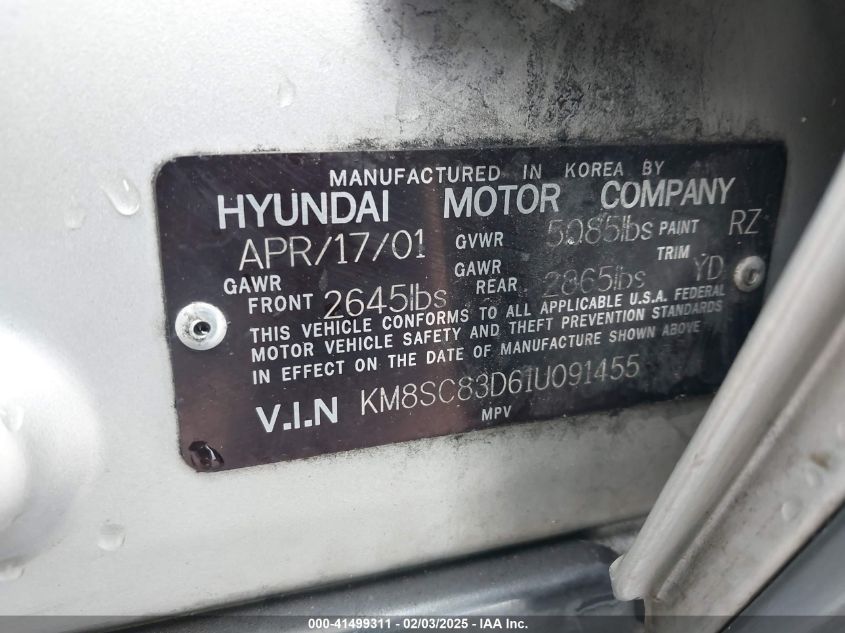 MANUFACTURED IN KOREA BY
HYUNDAI MOTOR COMPANY
APR/17/01 GVWR 5085lbs PAINT RZ
GAWR FRONT 2645lbs GAWR REAR 2865lbs TRIM YD
THIS VEHICLE CONFORMS TO ALL APPLICABLE U.S.A. FEDERAL
MOTOR VEHICLE SAFETY AND THEFT PREVENTION STANDARDS
IN EFFECT ON THE DATE OF MANUFACTURE SHOWN ABOVE
V.I.N KM8SC83D61U091455
MPV
000-41499311 - 02/03/2025 - IAA, Inc.